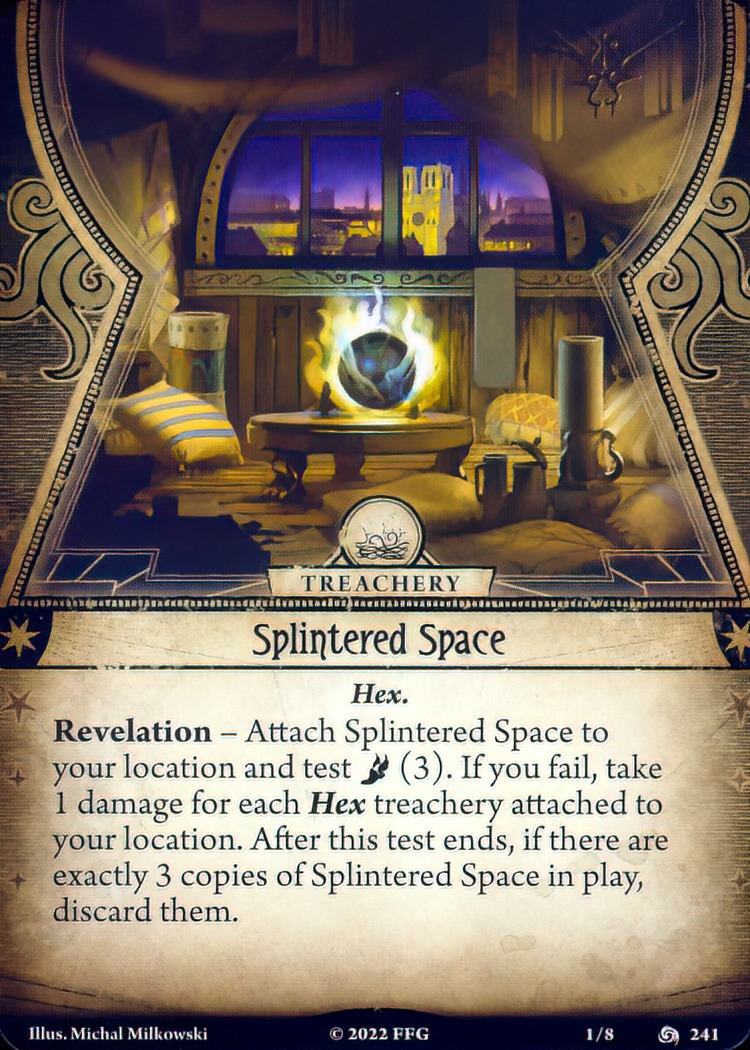 TREACHERY
Splintered Space
Hex.
Revelation – Attach Splintered Space to
your location and test (3). If you fail, take
1 damage for each Hex treachery attached to
your location. After this test ends, if there are
exactly 3 copies of Splintered Space in play,
discard them.
Illus. Michal Milkowski © 2022 FFG 1/8 241